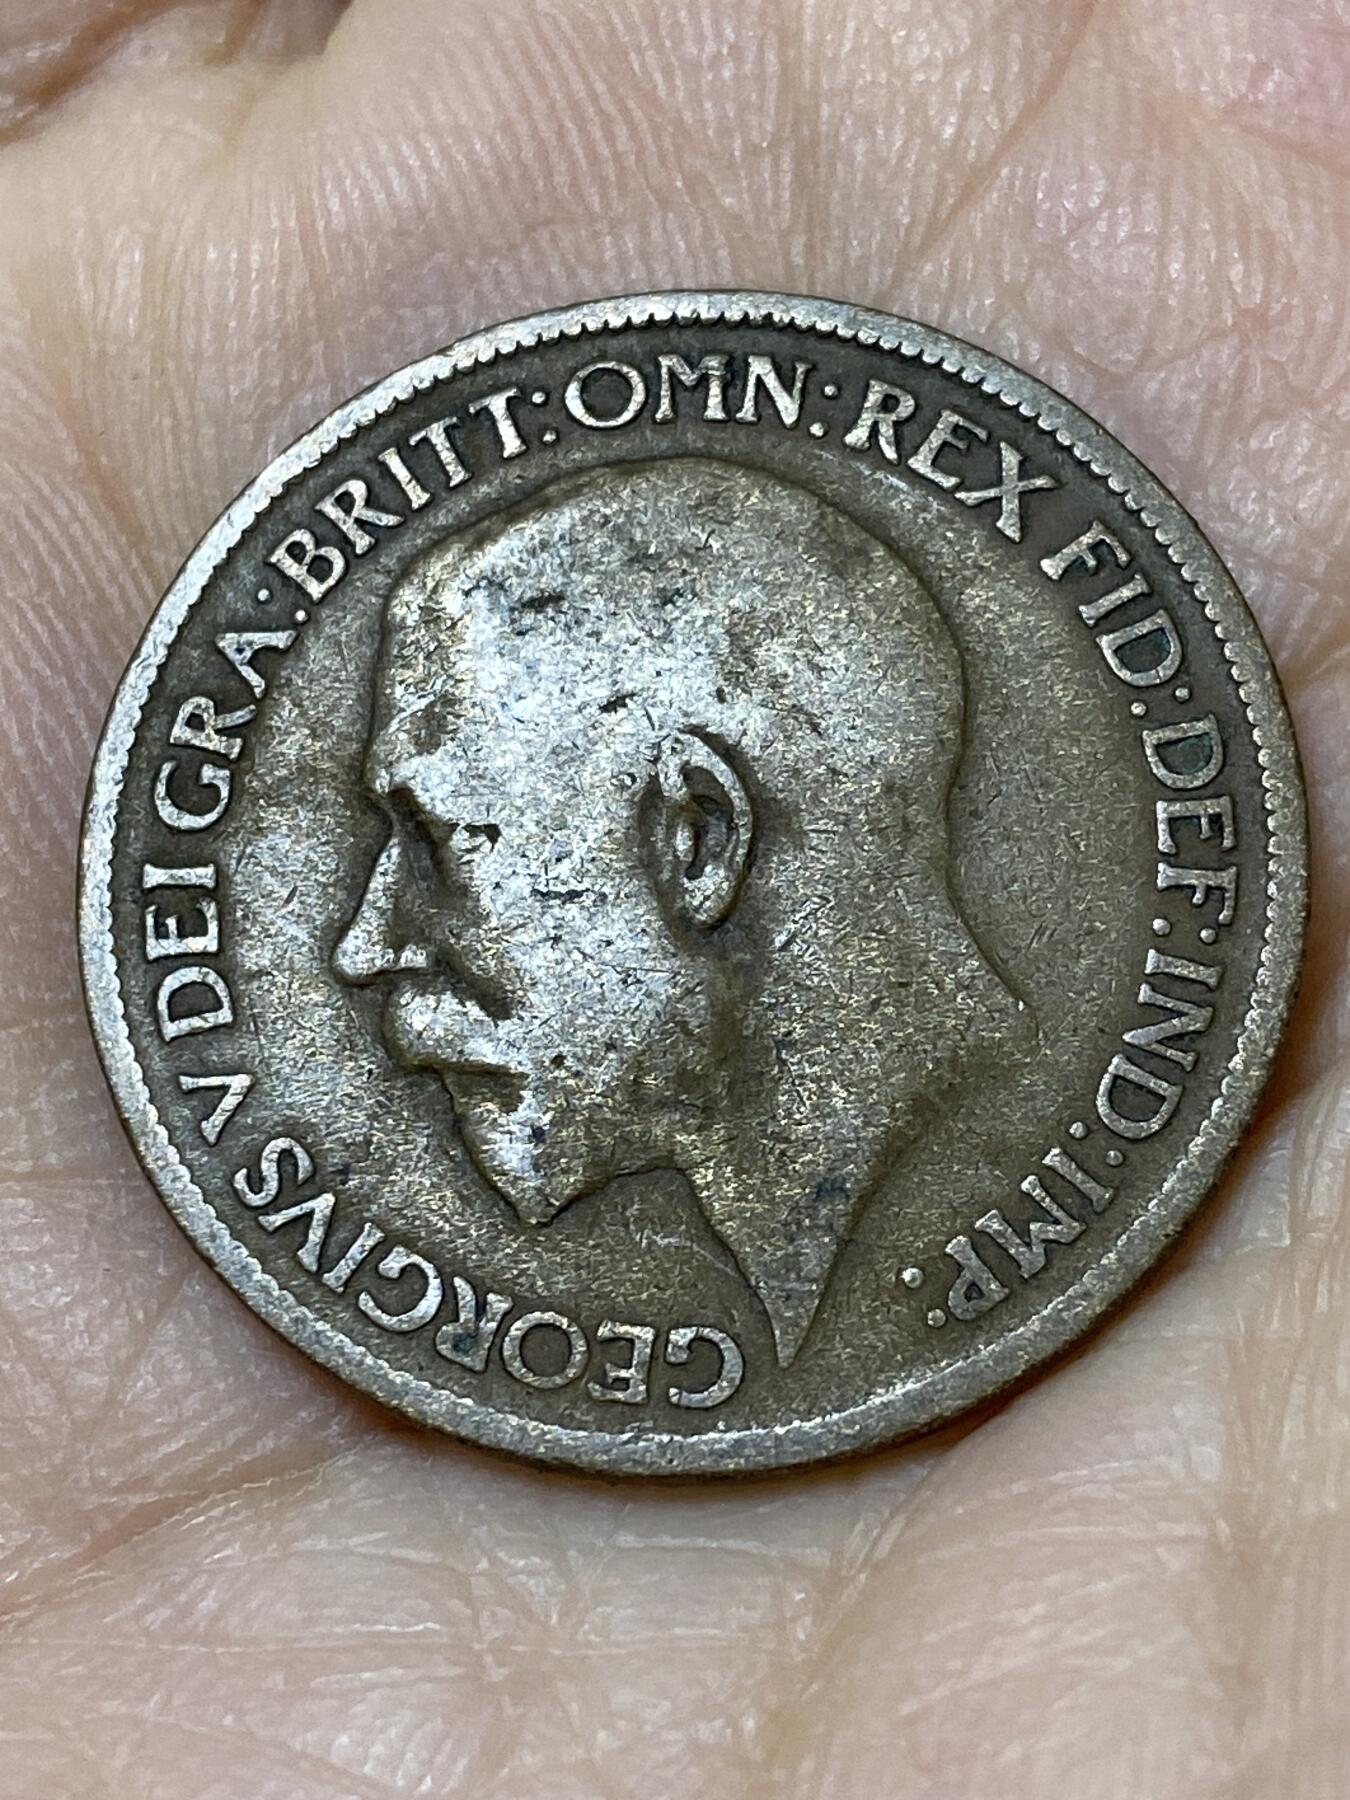 GEORGIVS V DEI GRA: BRITT: OMN: REX FID: DEF: IND: IMP: